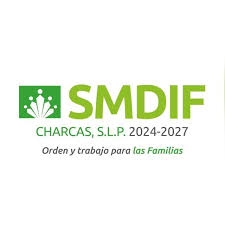 SMDIF
CHARCAS, S.L.P. 2024-2027
Orden y trabajo para las Familias